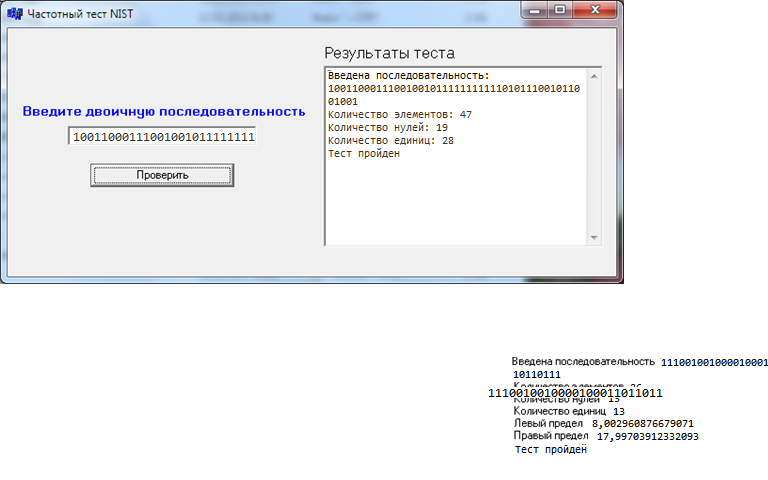 Частотный тест NIST
Результаты теста
Введите двоичную последовательность
10011000111001001011111111
Проверить
Введена последовательность:
100110001110010010111111111110101110010110
01001
Количество элементов: 47
Количество нулей: 19
Количество единиц: 28
Тест пройден
Введена последовательность 111001001000010001
10110111
Количество элементов 26
1110010010000100011011011
Количество нулей 13
Количество единиц 13
Левый предел 8,002960876679071
Правый предел 17,99703912332093
Тест пройден